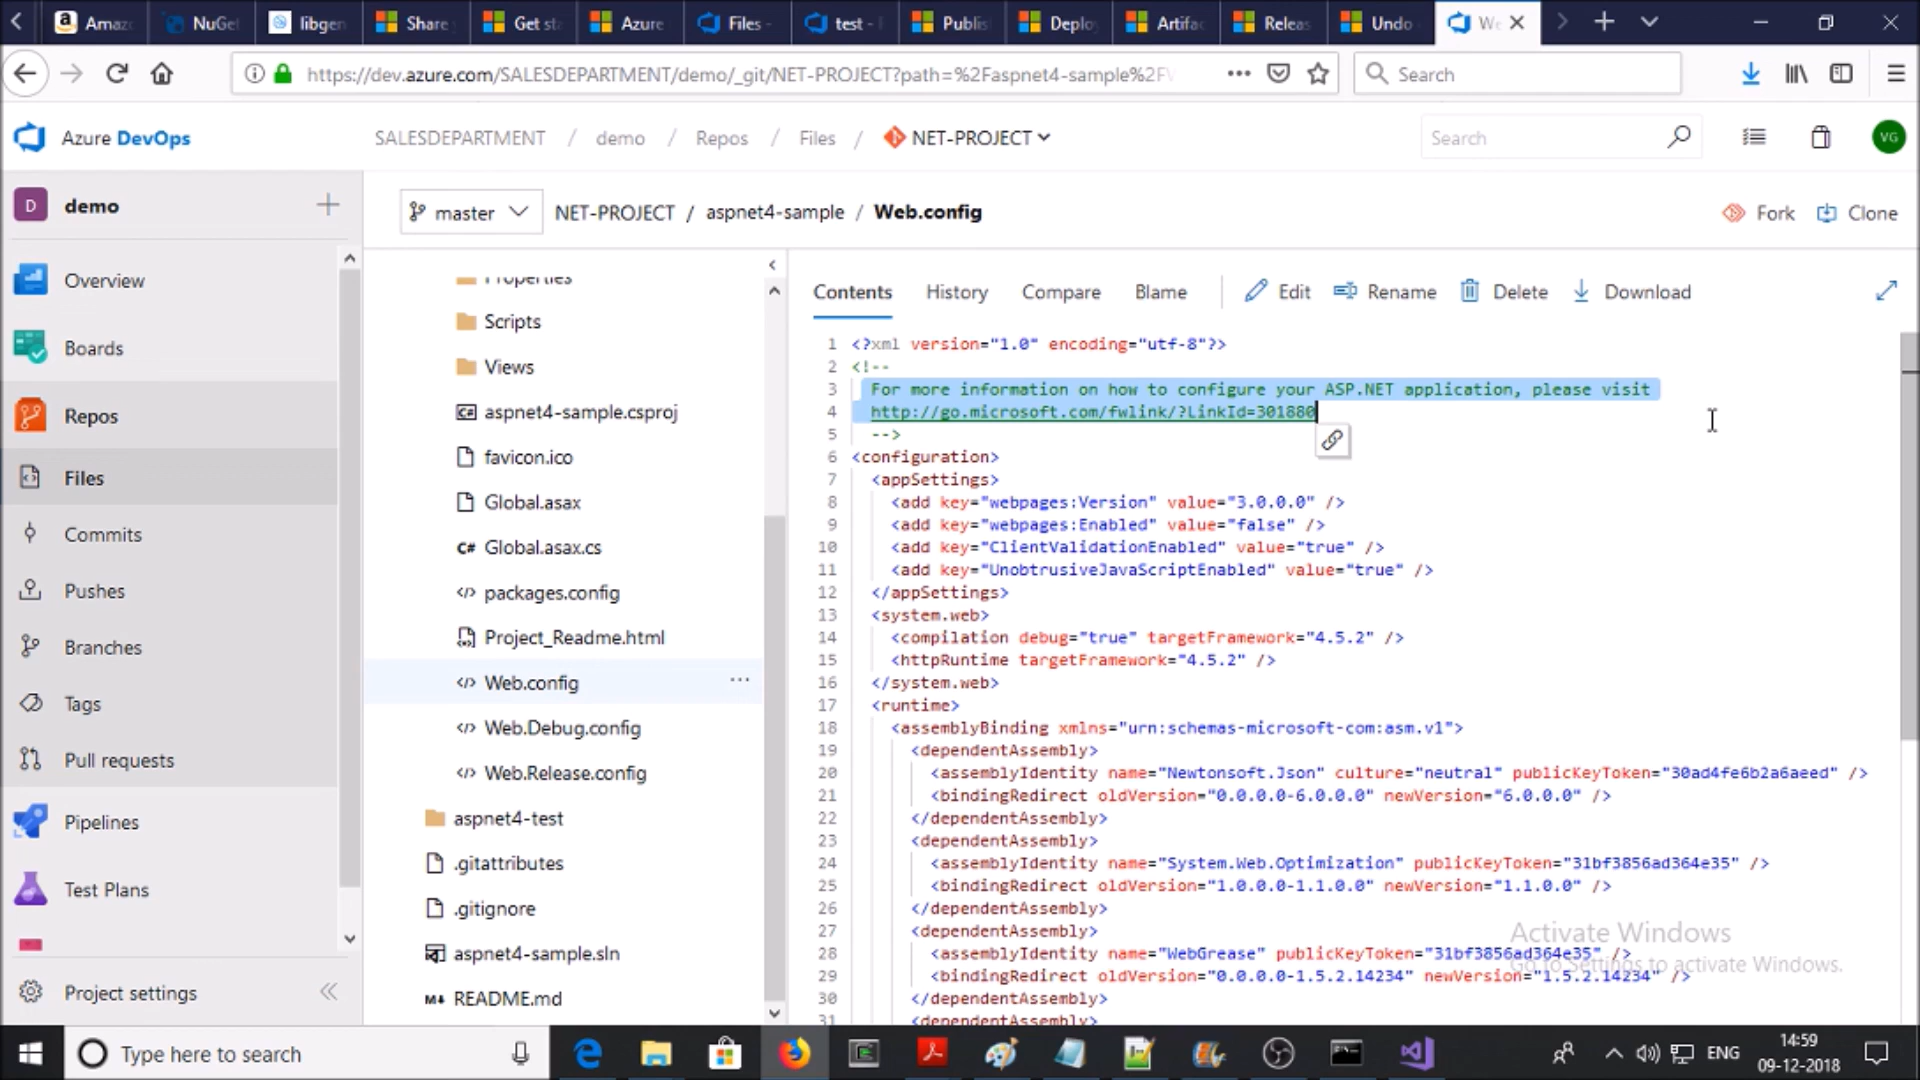 Amaz
NuGet
libgen
Share
Get sta
Azure
Files -
test -
Publis
Deploy
Artifac
Releas
Undo
We
https://dev.azure.com/SALESDEPARTMENT/demo/_git/NET-PROJECT?path=%2Faspnet4-sample%2F
Search
Azure DevOps
SALESDEPARTMENT / demo / Repos / Files / NET-PROJECT
Search
VG
D demo
master
NET-PROJECT / aspnet4-sample / Web.config
Fork
Clone
Overview
Boards
Repos
Files
Commits
Pushes
Branches
Tags
Pull requests
Pipelines
Test Plans
Project settings
Properties
Scripts
Views
aspnet4-sample.csproj
favicon.ico
Global.asax
C# Global.asax.cs
packages.config
Project_Readme.html
Web.config
Web.Debug.config
Web.Release.config
aspnet4-test
.gitattributes
.gitignore
aspnet4-sample.sln
README.md
Contents History Compare Blame Edit Rename Delete Download
1 <?xml version="1.0" encoding="utf-8"?>
2 <!--
3 For more information on how to configure your ASP.NET application, please visit
4 http://go.microsoft.com/fwlink/?LinkId=301880
5 -->
6 <configuration>
7 <appSettings>
8 <add key="webpages:Version" value="3.0.0.0" />
9 <add key="webpages:Enabled" value="false" />
10 <add key="ClientValidationEnabled" value="true" />
11 <add key="UnobtrusiveJavaScriptEnabled" value="true" />
12 </appSettings>
13 <system.web>
14 <compilation debug="true" targetFramework="4.5.2" />
15 <httpRuntime targetFramework="4.5.2" />
16 </system.web>
17 <runtime>
18 <assemblyBinding xmlns="urn:schemas-microsoft-com:asm.v1">
19 <dependentAssembly>
20 <assemblyIdentity name="Newtonsoft.Json" culture="neutral" publicKeyToken="30ad4fe6b2a6aeed" />
21 <bindingRedirect oldVersion="0.0.0.0-6.0.0.0" newVersion="6.0.0.0" />
22 </dependentAssembly>
23 <dependentAssembly>
24 <assemblyIdentity name="System.Web.Optimization" publicKeyToken="31bf3856ad364e35" />
25 <bindingRedirect oldVersion="1.0.0.0-1.1.0.0" newVersion="1.1.0.0" />
26 </dependentAssembly>
27 <dependentAssembly>
28 <assemblyIdentity name="WebGrease" publicKeyToken="31bf3856ad364e35" />
29 <bindingRedirect oldVersion="0.0.0.0-1.5.2.14234" newVersion="1.5.2.14234" />
30 </dependentAssembly>
31 <dependentAssembly>
Activate Windows
Go to Settings to activate Windows.
Type here to search
ENG
14:59
09-12-2018